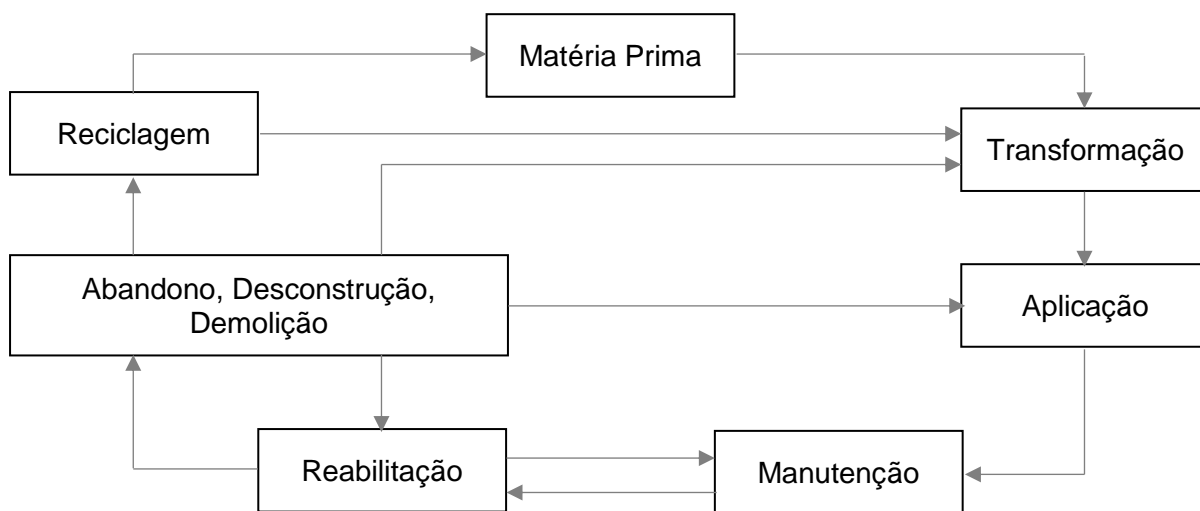 Matéria Prima
Reciclagem
Transformação
Abandono, Desconstrução,
Demolição
Aplicação
Reabilitação
Manutenção